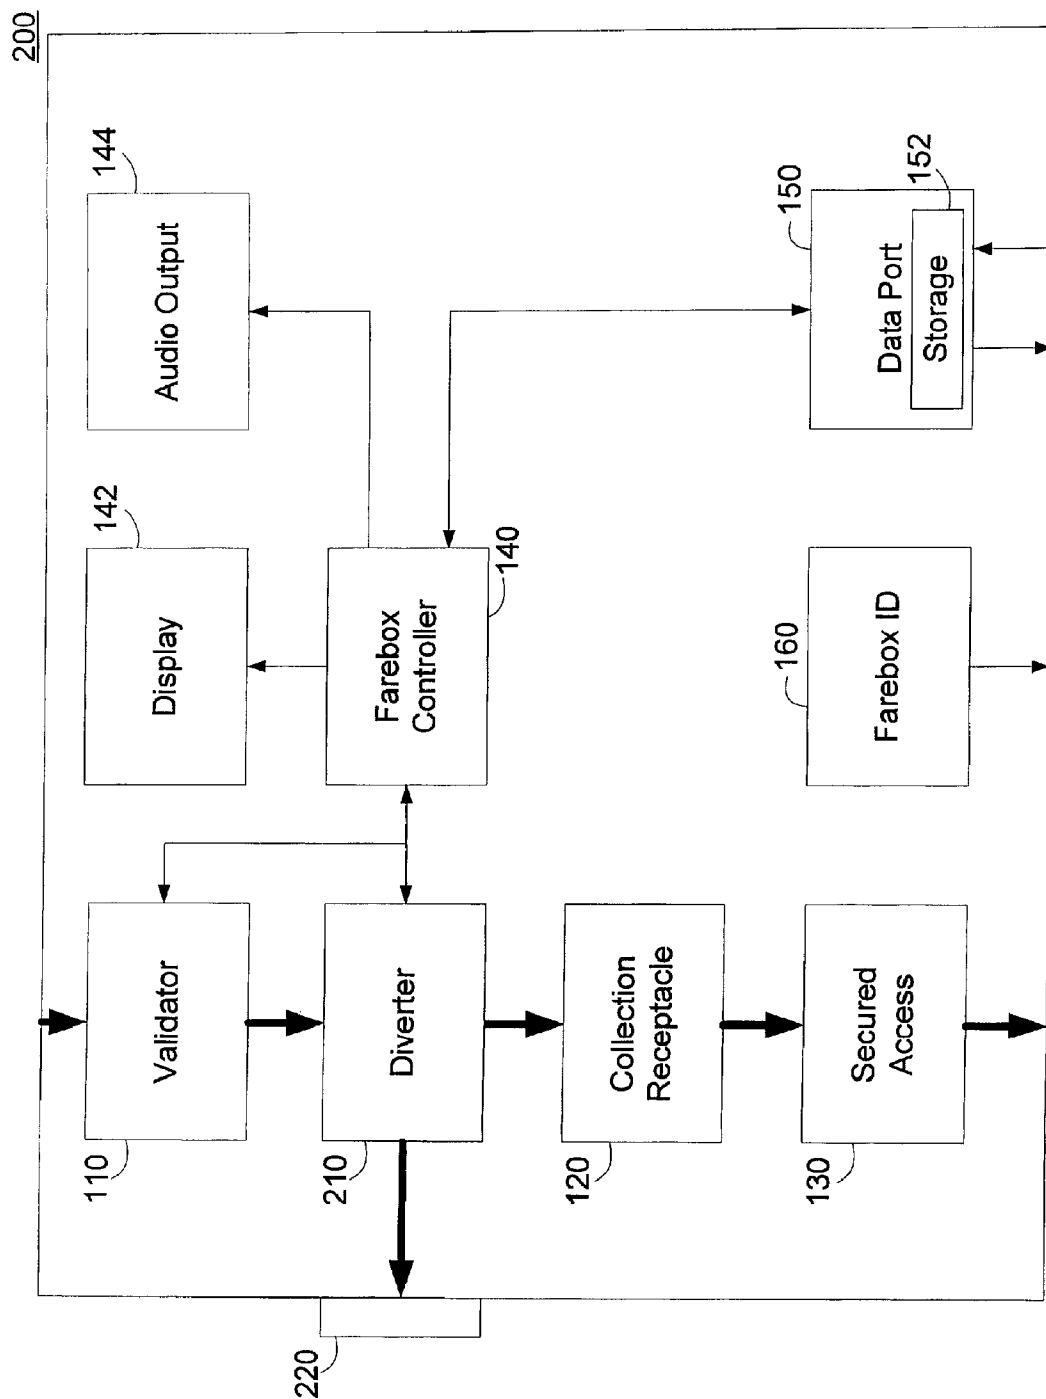 200
110
Validator
142
Display
144
Audio Output
220
210
Diverter
Farebox
Controller
140
120
Collection
Receptacle
130
Secured
Access
160
Farebox ID
150
Data Port
Storage
152